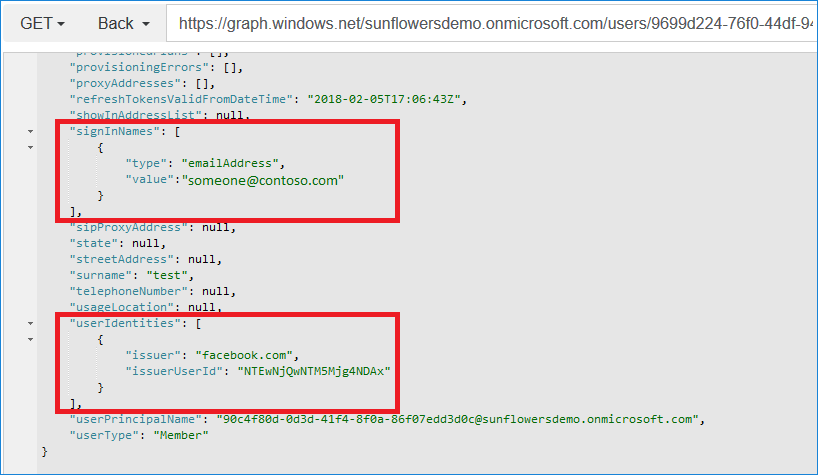 GET Back https://graph.windows.net/sunflowersdemo.onmicrosoft.com/users/9699d224-76f0-44df-94
"provisionedPlans": [],
"provisioningErrors": [],
"proxyAddresses": [],
"refreshTokensValidFromDateTime": "2018-02-05T17:06:43Z",
"showInAddressList": null,
"signInNames": [
{
"type": "emailAddress",
"value":"someone@contoso.com"
}
],
"sipProxyAddress": null,
"state": null,
"streetAddress": null,
"surname": "test",
"telephoneNumber": null,
"usageLocation": null,
"userIdentities": [
{
"issuer": "facebook.com",
"issuerUserId": "NTEwNjQwNTM5Mjg4NDAx"
}
],
"userPrincipalName": "90c4f80d-0d3d-41f4-8f0a-86f07edd3d0c@sunflowersdemo.onmicrosoft.com",
"userType": "Member"
}